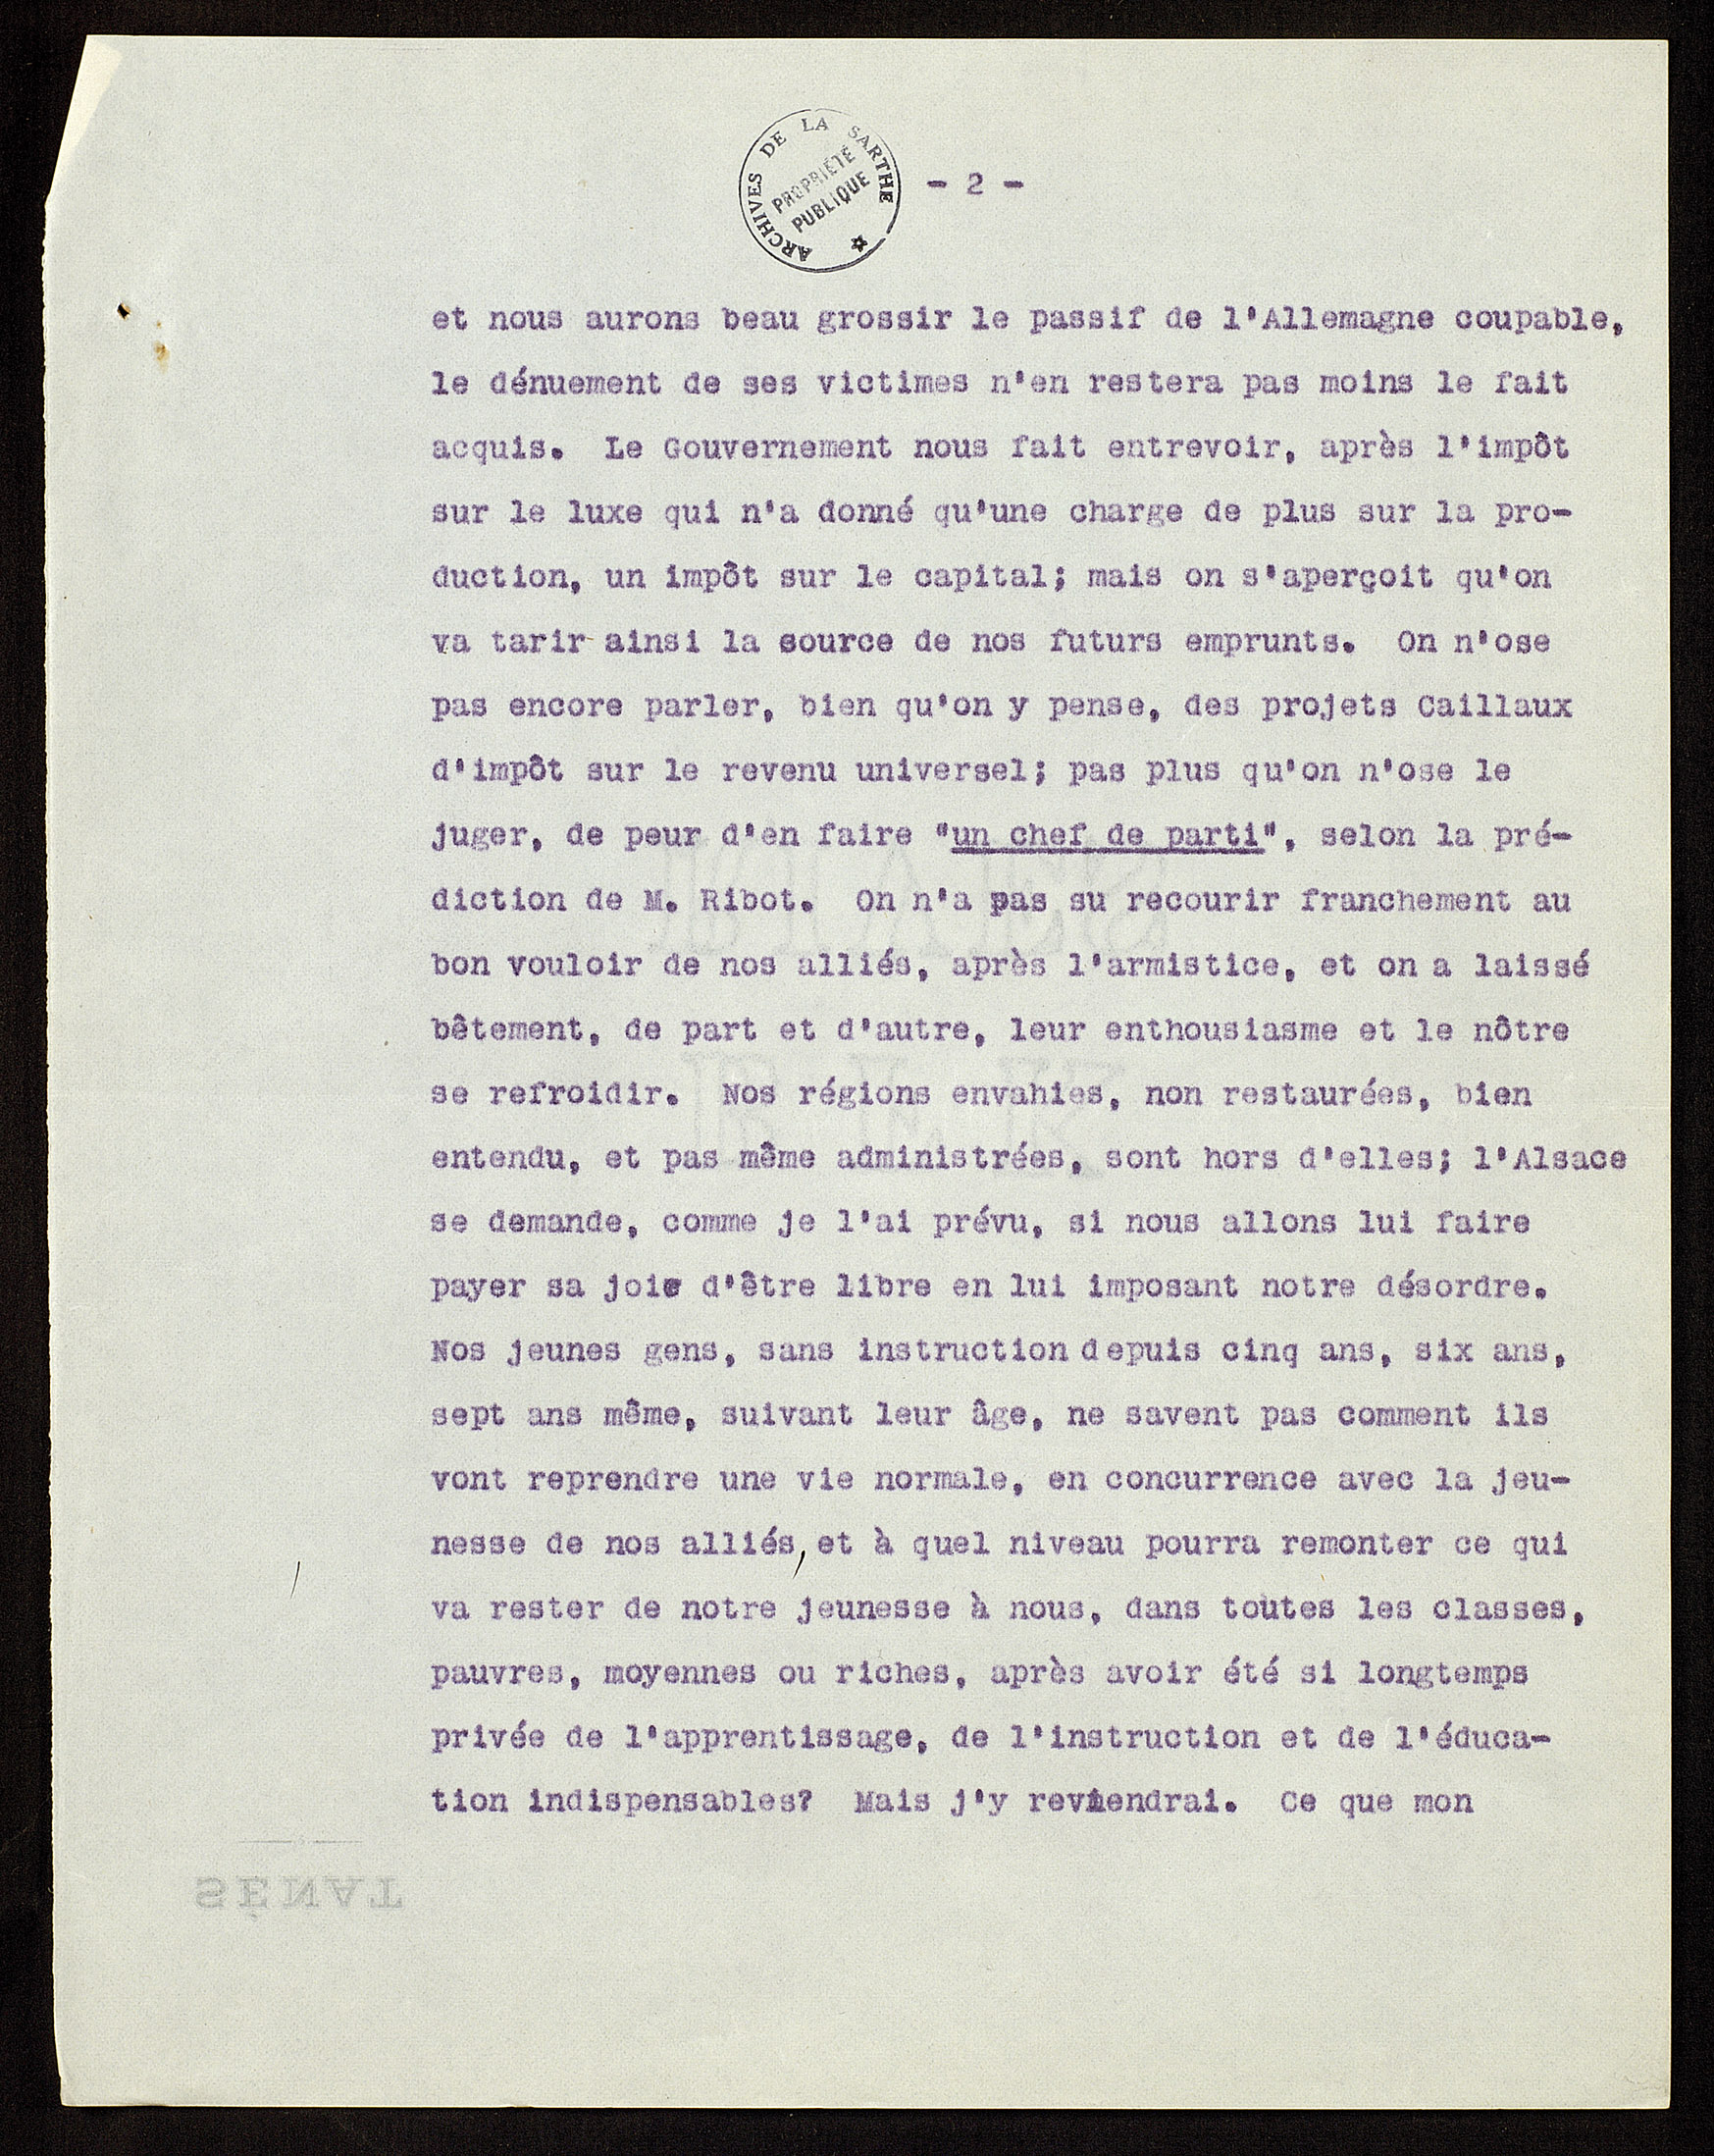 ARCHIVES DE LA SARTHE
PROPRIÉTÉ
PUBLIQUE
- 2 -
et nous aurons beau grossir le passif de l'Allemagne coupable,
le dénuement de ses victimes n'en restera pas moins le fait
acquis. Le Gouvernement nous fait entrevoir, après l'impôt
sur le luxe qui n'a donné qu'une charge de plus sur la pro-
duction, un impôt sur le capital; mais on s'aperçoit qu'on
va tarir ainsi la source de nos futurs emprunts. On n'ose
pas encore parler, bien qu'on y pense, des projets Caillaux
d'impôt sur le revenu universel; pas plus qu'on n'ose le
juger, de peur d'en faire "un chef de parti", selon la pré-
diction de M. Ribot. On n'a pas su recourir franchement au
bon vouloir de nos alliés, après l'armistice, et on a laissé
bêtement, de part et d'autre, leur enthousiasme et le nôtre
se refroidir. Nos régions envahies, non restaurées, bien
entendu, et pas même administrées, sont hors d'elles; l'Alsace
se demande, comme je l'ai prévu, si nous allons lui faire
payer sa joie d'être libre en lui imposant notre désordre.
Nos jeunes gens, sans instruction depuis cinq ans, six ans,
sept ans même, suivant leur âge, ne savent pas comment ils
vont reprendre une vie normale, en concurrence avec la jeu-
nesse de nos alliés, et à quel niveau pourra remonter ce qui
va rester de notre jeunesse à nous, dans toutes les classes,
pauvres, moyennes ou riches, après avoir été si longtemps
privée de l'apprentissage, de l'instruction et de l'éduca-
tion indispensables? Mais j'y reviendrai. Ce que mon
SÉNAT